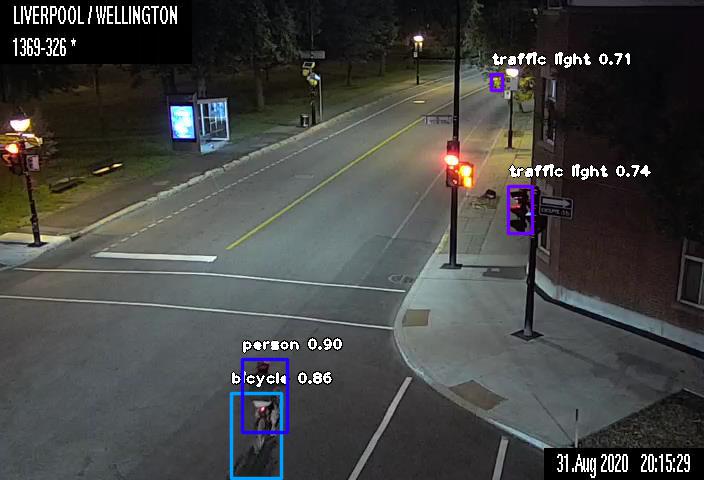 LIVERPOOL / WELLINGTON
1369-326 *
traffic light 0.71
traffic light 0.74
person 0.90
bicycle 0.86
31.Aug 2020 20:15:29